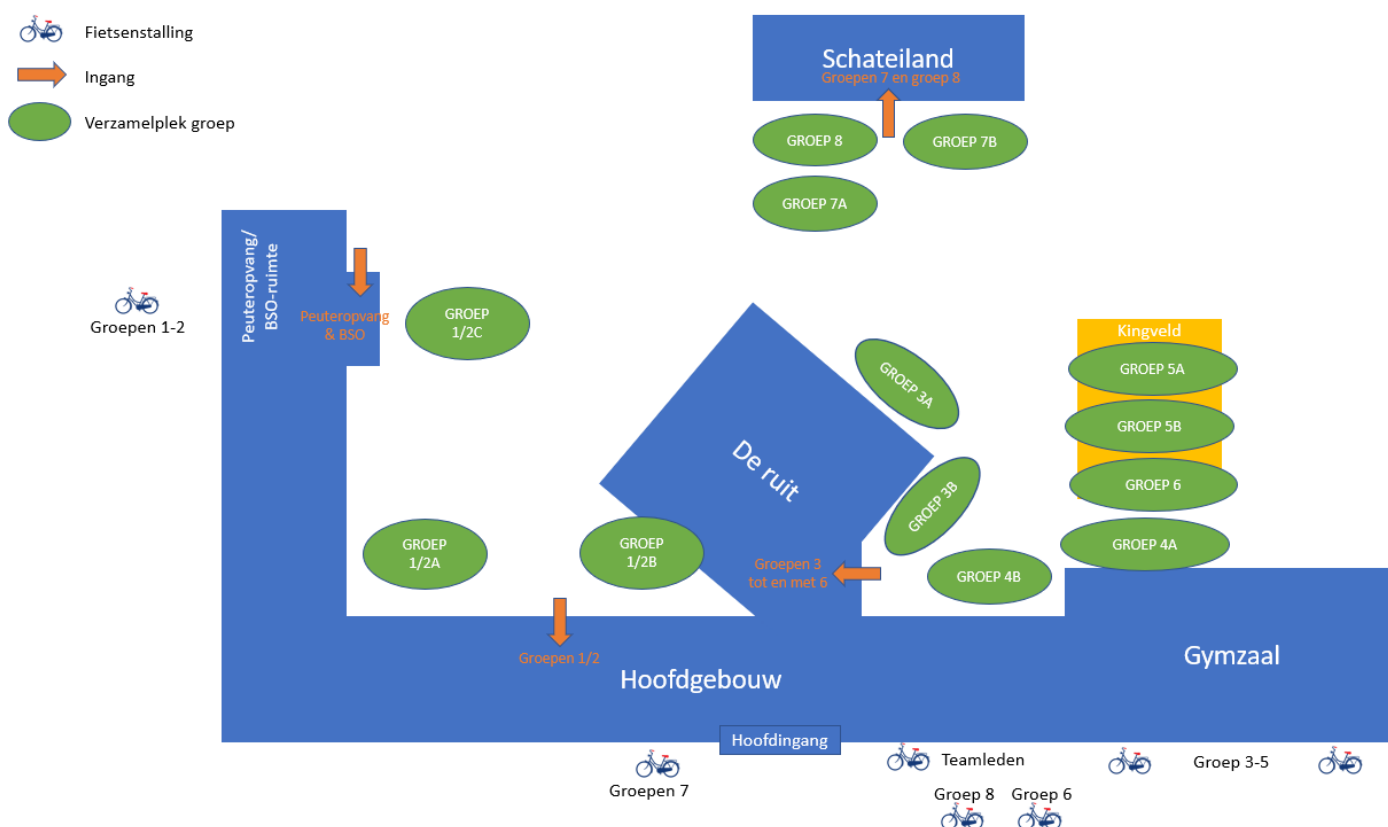 Fietsenstalling
Ingang
Verzamelplek groep
Schateiland
Groepen 7 en groep 8
GROEP 8
GROEP 7B
GROEP 7A
Peuteropvang/
BSO-ruimte
Peuteropvang
& BSO
Groepen 1-2
GROEP
1/2C
Kingveld
GROEP 5A
GROEP 5B
GROEP 6
GROEP 4A
GROEP 3A
De ruit
GROEP 3B
GROEP
1/2A
GROEP
1/2B
Groepen 3
tot en met 6
GROEP 4B
Groepen 1/2
Hoofdgebouw
Gymzaal
Hoofdingang
Groepen 7
Teamleden
Groep 3-5
Groep 8
Groep 6